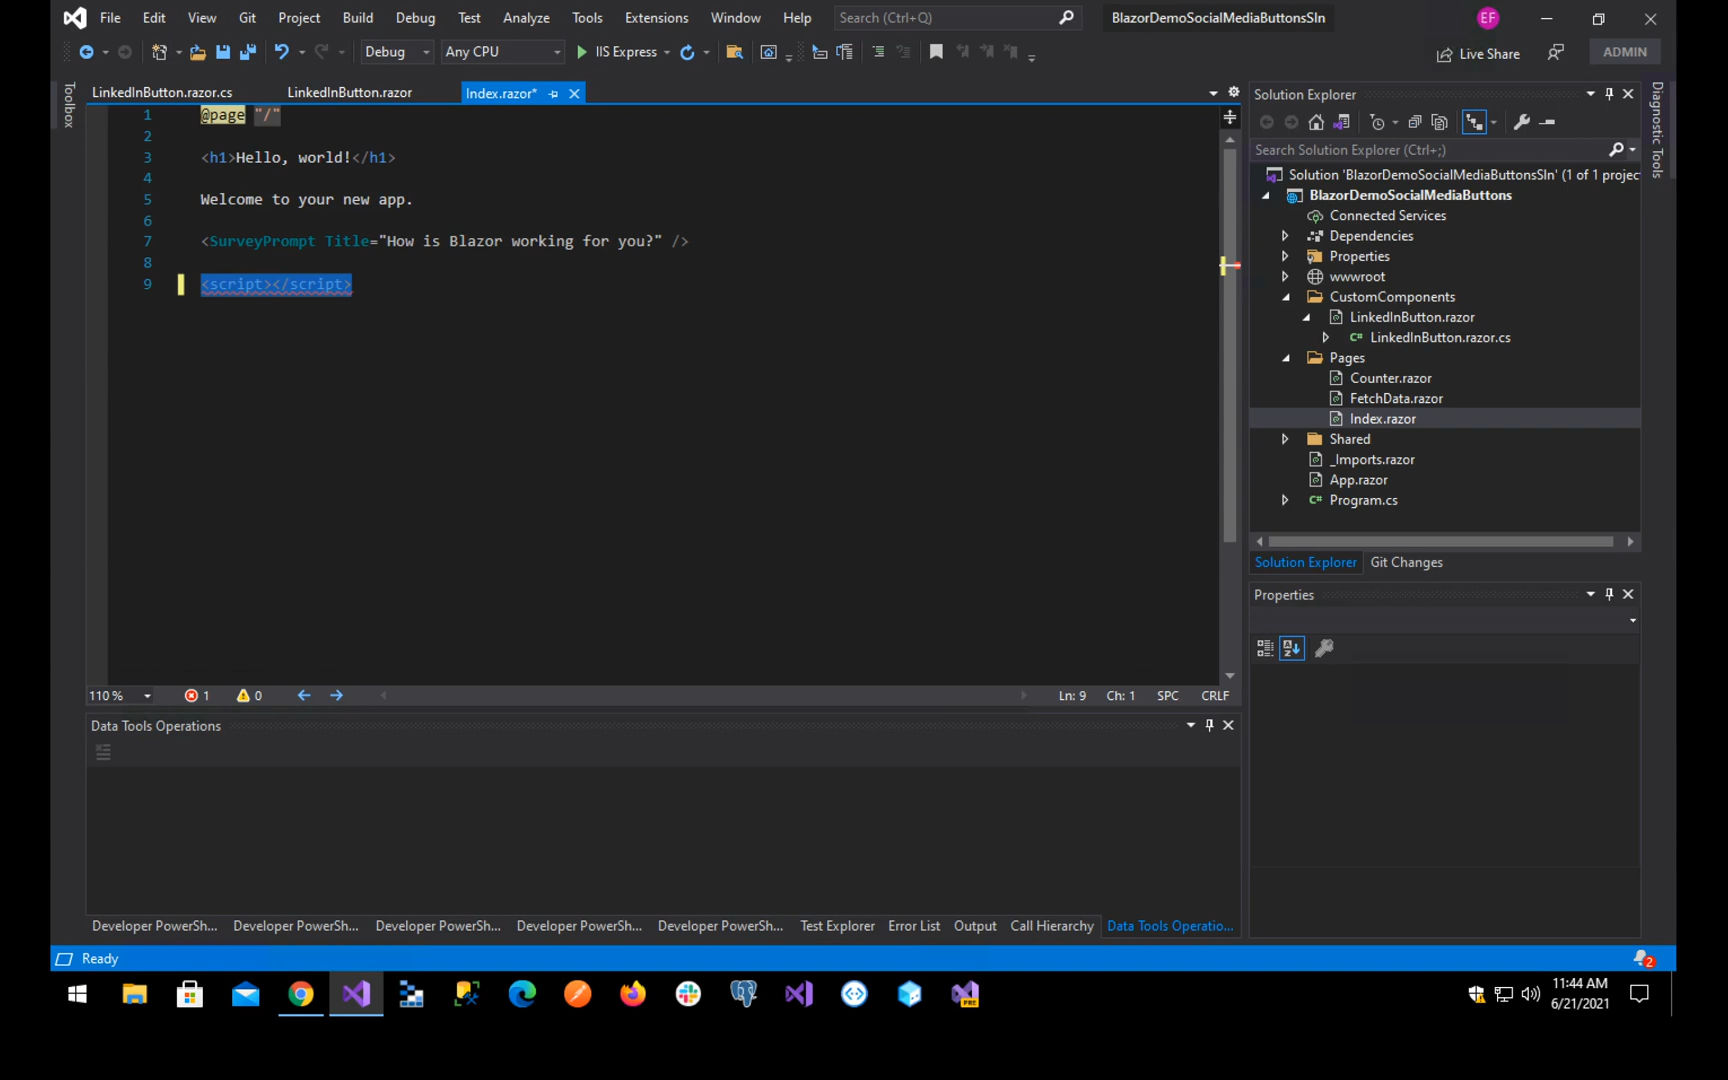 File Edit View Git Project Build Debug Test Analyze Tools Extensions Window Help Search (Ctrl+Q) BlazorDemoSocialMediaButtonsSln EF
Debug Any CPU IIS Express Live Share ADMIN
Toolbox
LinkedInButton.razor.cs LinkedInButton.razor Index.razor*
1 @page "/"
2
3 <h1>Hello, world!</h1>
4
5 Welcome to your new app.
6
7 <SurveyPrompt Title="How is Blazor working for you?" />
8
9 <script></script>
110 % 1 0 Ln: 9 Ch: 1 SPC CRLF
Data Tools Operations
Developer PowerSh... Developer PowerSh... Developer PowerSh... Developer PowerSh... Developer PowerSh... Test Explorer Error List Output Call Hierarchy Data Tools Operatio...
Solution Explorer
Search Solution Explorer (Ctrl+;)
Solution 'BlazorDemoSocialMediaButtonsSln' (1 of 1 projec
BlazorDemoSocialMediaButtons
Connected Services
Dependencies
Properties
wwwroot
CustomComponents
LinkedInButton.razor
C# LinkedInButton.razor.cs
Pages
Counter.razor
FetchData.razor
Index.razor
Shared
_Imports.razor
App.razor
C# Program.cs
Solution Explorer Git Changes
Properties
Diagnostic Tools
Ready 2
PRE
11:44 AM
6/21/2021